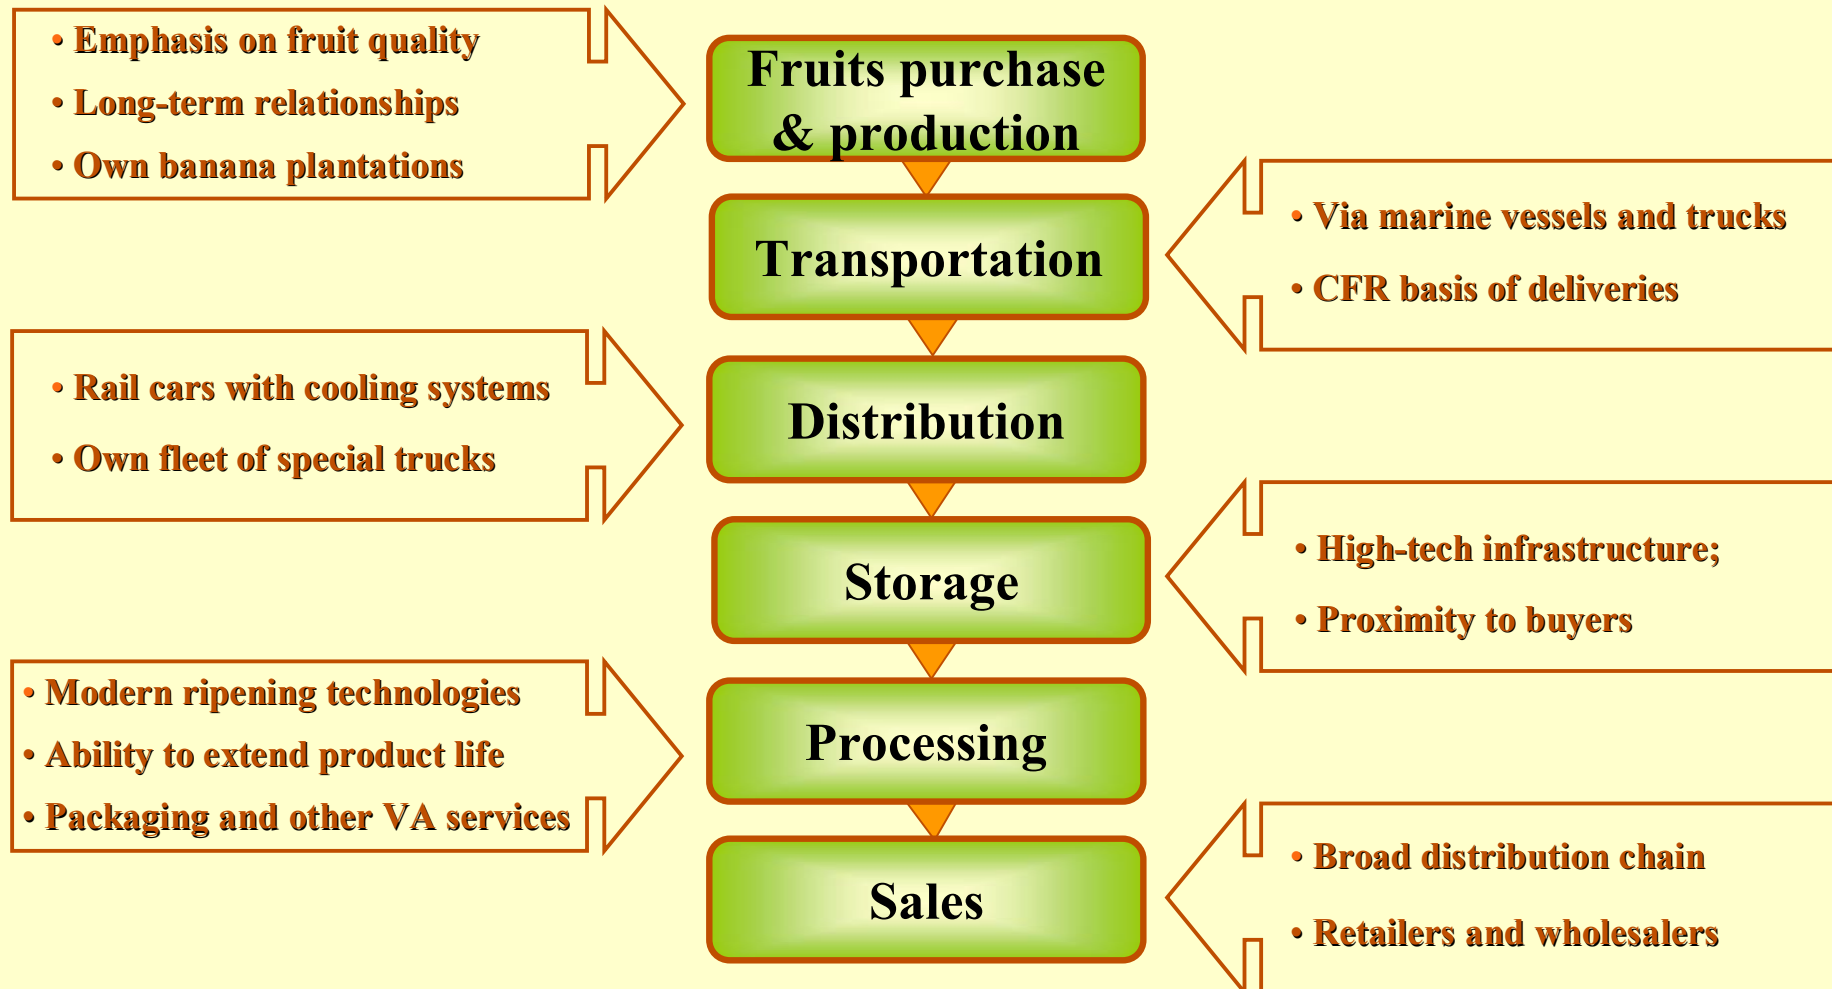 • Emphasis on fruit quality
• Long-term relationships
• Own banana plantations
Fruits purchase
& production
Transportation
• Via marine vessels and trucks
• CFR basis of deliveries
• Rail cars with cooling systems
• Own fleet of special trucks
Distribution
Storage
• High-tech infrastructure;
• Proximity to buyers
• Modern ripening technologies
• Ability to extend product life
• Packaging and other VA services
Processing
Sales
• Broad distribution chain
• Retailers and wholesalers